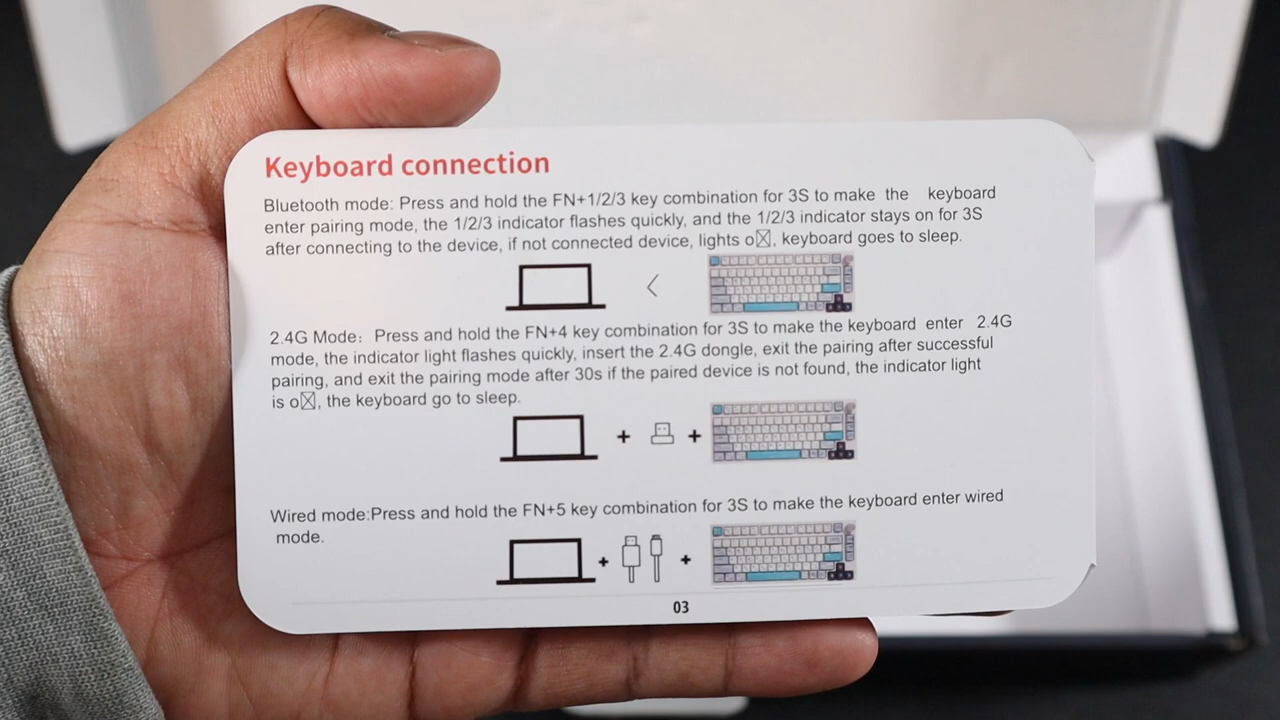 Keyboard connection
Bluetooth mode: Press and hold the FN+1/2/3 key combination for 3S to make the keyboard
enter pairing mode, the 1/2/3 indicator flashes quickly, and the 1/2/3 indicator stays on for 3S
after connecting to the device, if not connected device, lights o☒, keyboard goes to sleep.
2.4G Mode： Press and hold the FN+4 key combination for 3S to make the keyboard enter 2.4G
mode, the indicator light flashes quickly, insert the 2.4G dongle, exit the pairing after successful
pairing, and exit the pairing mode after 30s if the paired device is not found, the indicator light
is o☒, the keyboard go to sleep.
Wired mode:Press and hold the FN+5 key combination for 3S to make the keyboard enter wired
mode.
03